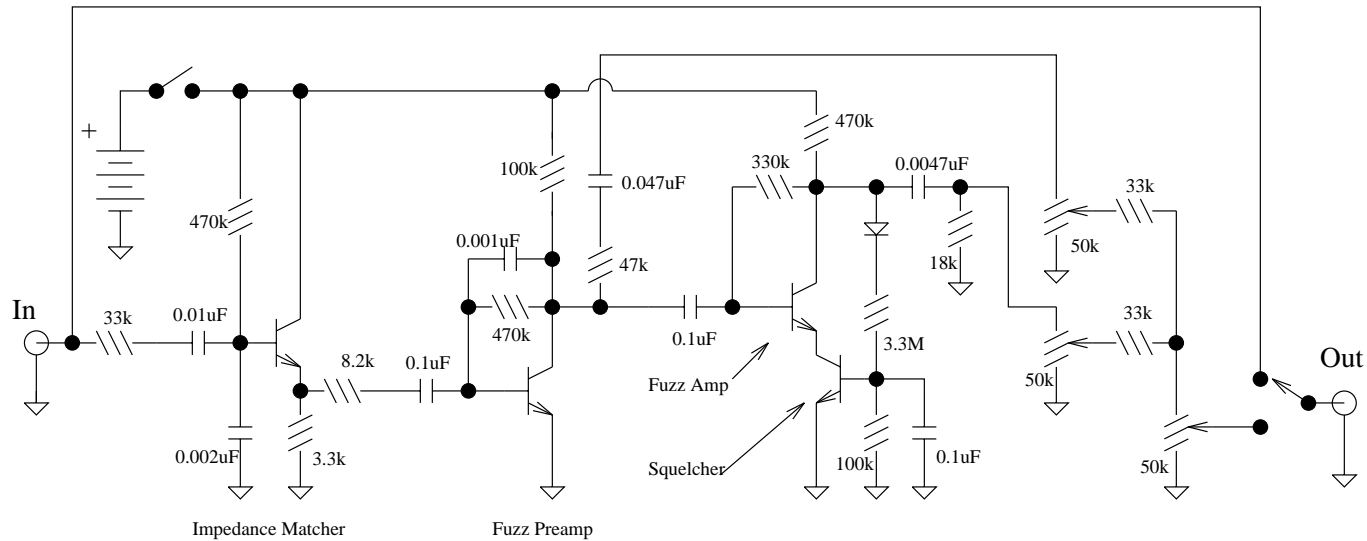 +
470k
330k
0.0047uF
100k
0.047uF
33k
470k
0.001uF
47k
18k
50k
In
33k
0.01uF
470k
0.1uF
33k
8.2k
0.1uF
3.3M
Out
Fuzz Amp
50k
0.002uF
3.3k
Squelcher
100k
0.1uF
50k
Impedance Matcher
Fuzz Preamp